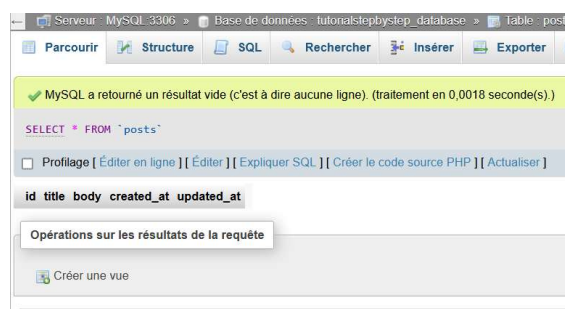 Serveur : MySQL:3306 » Base de données : tutorialstepbystep_database » Table : post
Parcourir Structure SQL Rechercher Insérer Exporter
MySQL a retourné un résultat vide (c'est à dire aucune ligne). (traitement en 0,0018 seconde(s).)
SELECT * FROM `posts`
Profilage [ Éditer en ligne ] [ Éditer ] [ Expliquer SQL ] [ Créer le code source PHP ] [ Actualiser ]
id title body created_at updated_at
Opérations sur les résultats de la requête
Créer une vue